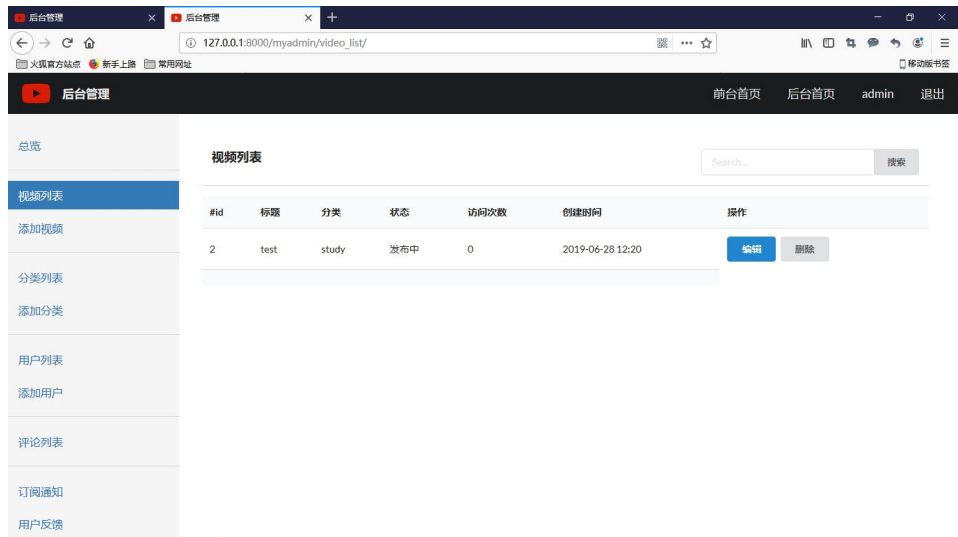 后台管理 后台管理
127.0.0.1:8000/myadmin/video_list/
火狐官方站点 新手上路 常用网址 移动版书签
后台管理 前台首页 后台首页 admin 退出
总览
视频列表 Search... 搜索
视频列表
添加视频
#id 标题 分类 状态 访问次数 创建时间 操作
2 test study 发布中 0 2019-06-28 12:20 编辑 删除
分类列表
添加分类
用户列表
添加用户
评论列表
订阅通知
用户反馈